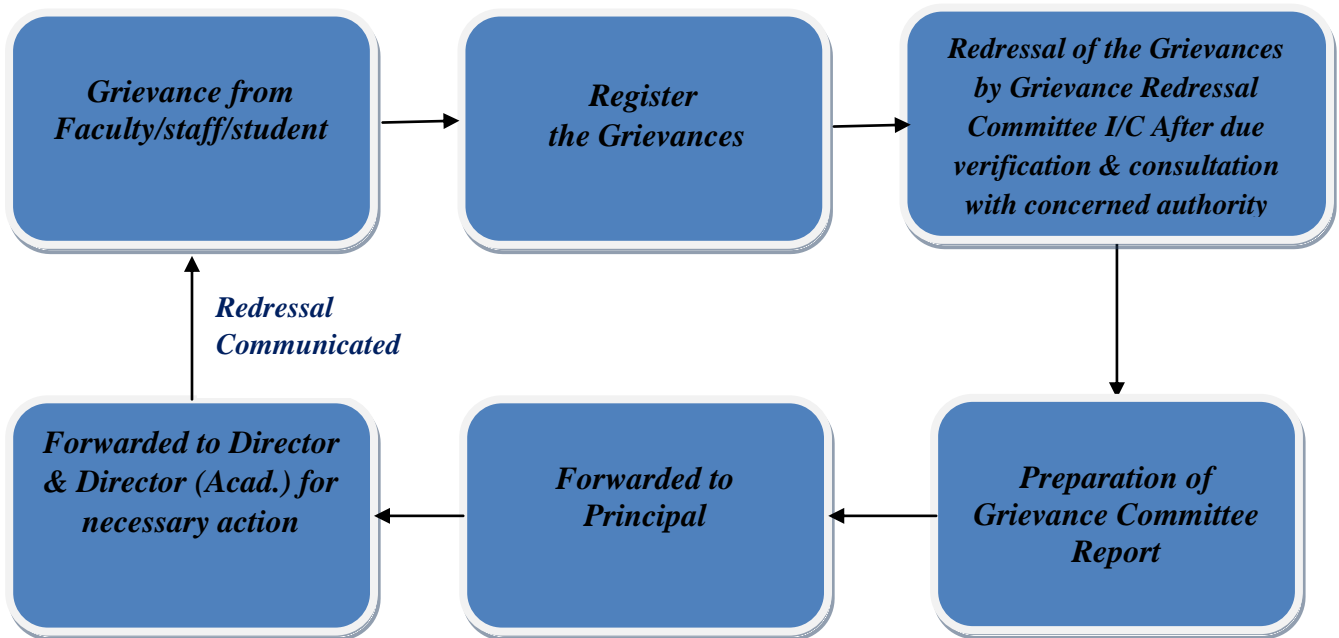 Grievance from
Faculty/staff/student
Register
the Grievances
Redressal of the Grievances
by Grievance Redressal
Committee I/C After due
verification & consultation
with concerned authority
Redressal
Communicated
Forwarded to Director
& Director (Acad.) for
necessary action
Forwarded to
Principal
Preparation of
Grievance Committee
Report